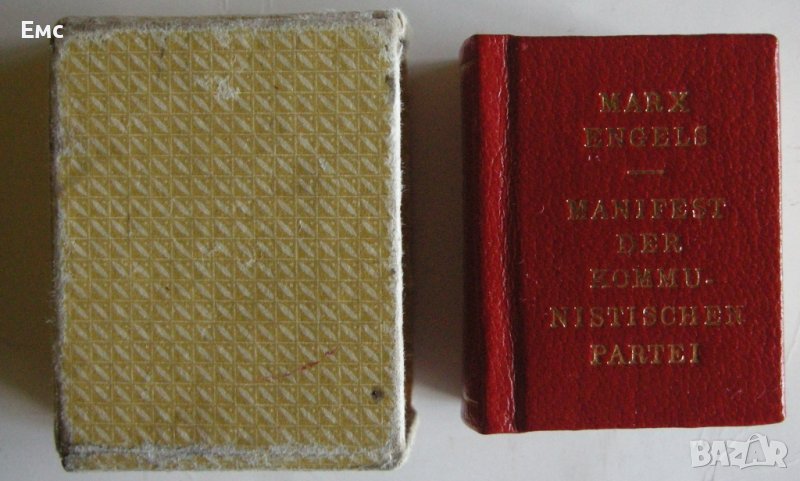 Емс
MARX
ENGELS
MANIFEST
DER
KOMMU-
NISTISCHEN
PARTEI
BAZAR